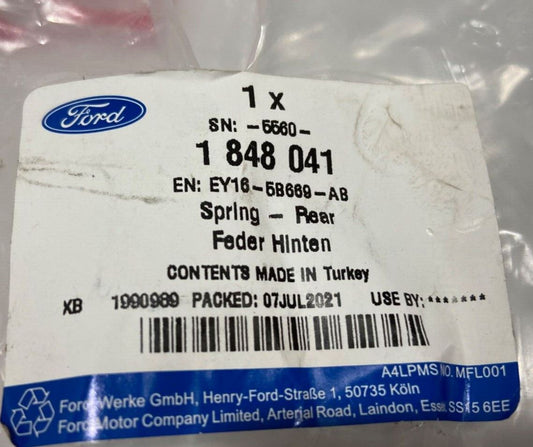 Ford
1 x
SN: -5560-
1 848 041
EN: EY16-5B669-AB
Spring - Rear
Feder Hinten
CONTENTS MADE IN Turkey
XB 1990989 PACKED: 07JUL2021 USE BY: *******
A4LPMS NO. MFL001
Ford-Werke GmbH, Henry-Ford-Straße 1, 50735 Köln
Ford Motor Company Limited, Arterial Road, Laindon, Essex SS15 6EE